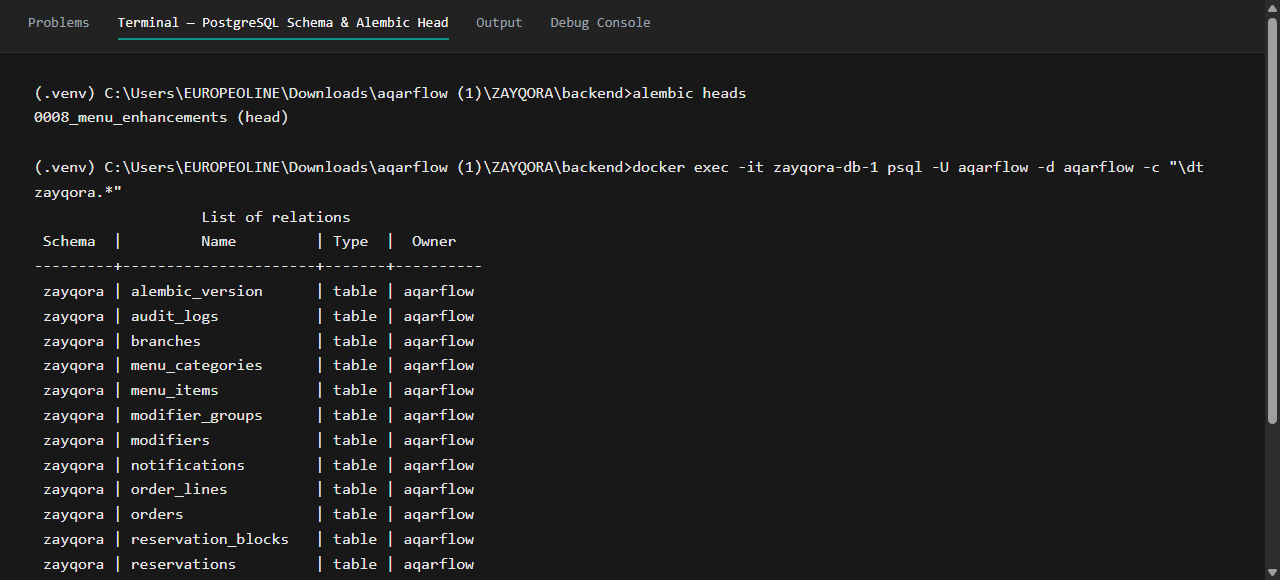 Problems Terminal — PostgreSQL Schema & Alembic Head Output Debug Console
(.venv) C:\Users\EUROPEOLINE\Downloads\aqarflow (1)\ZAYQORA\backend>alembic heads
0008_menu_enhancements (head)
(.venv) C:\Users\EUROPEOLINE\Downloads\aqarflow (1)\ZAYQORA\backend>docker exec -it zayqora-db-1 psql -U aqarflow -d aqarflow -c "\dt
zayqora.*"
                   List of relations
 Schema  |         Name         | Type  |  Owner
---------+----------------------+-------+----------
 zayqora | alembic_version      | table | aqarflow
 zayqora | audit_logs           | table | aqarflow
 zayqora | branches             | table | aqarflow
 zayqora | menu_categories      | table | aqarflow
 zayqora | menu_items           | table | aqarflow
 zayqora | modifier_groups      | table | aqarflow
 zayqora | modifiers            | table | aqarflow
 zayqora | notifications        | table | aqarflow
 zayqora | order_lines          | table | aqarflow
 zayqora | orders               | table | aqarflow
 zayqora | reservation_blocks   | table | aqarflow
 zayqora | reservations         | table | aqarflow